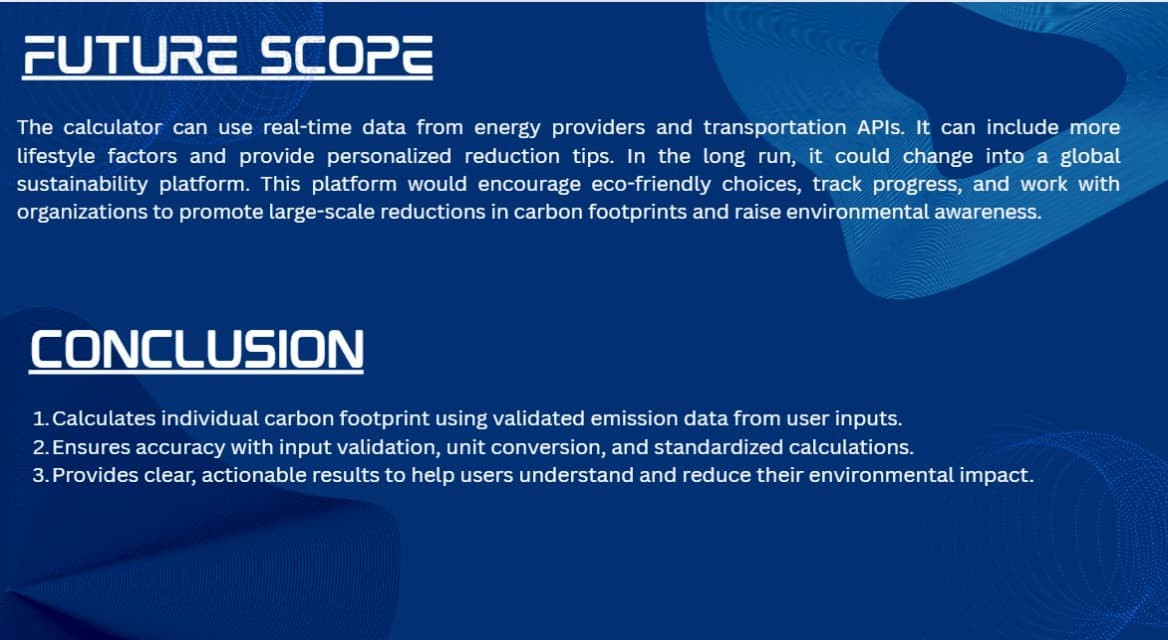 FUTURE SCOPE
The calculator can use real-time data from energy providers and transportation APIs. It can include more
lifestyle factors and provide personalized reduction tips. In the long run, it could change into a global
sustainability platform. This platform would encourage eco-friendly choices, track progress, and work with
organizations to promote large-scale reductions in carbon footprints and raise environmental awareness.
CONCLUSION
1. Calculates individual carbon footprint using validated emission data from user inputs.
2. Ensures accuracy with input validation, unit conversion, and standardized calculations.
3. Provides clear, actionable results to help users understand and reduce their environmental impact.